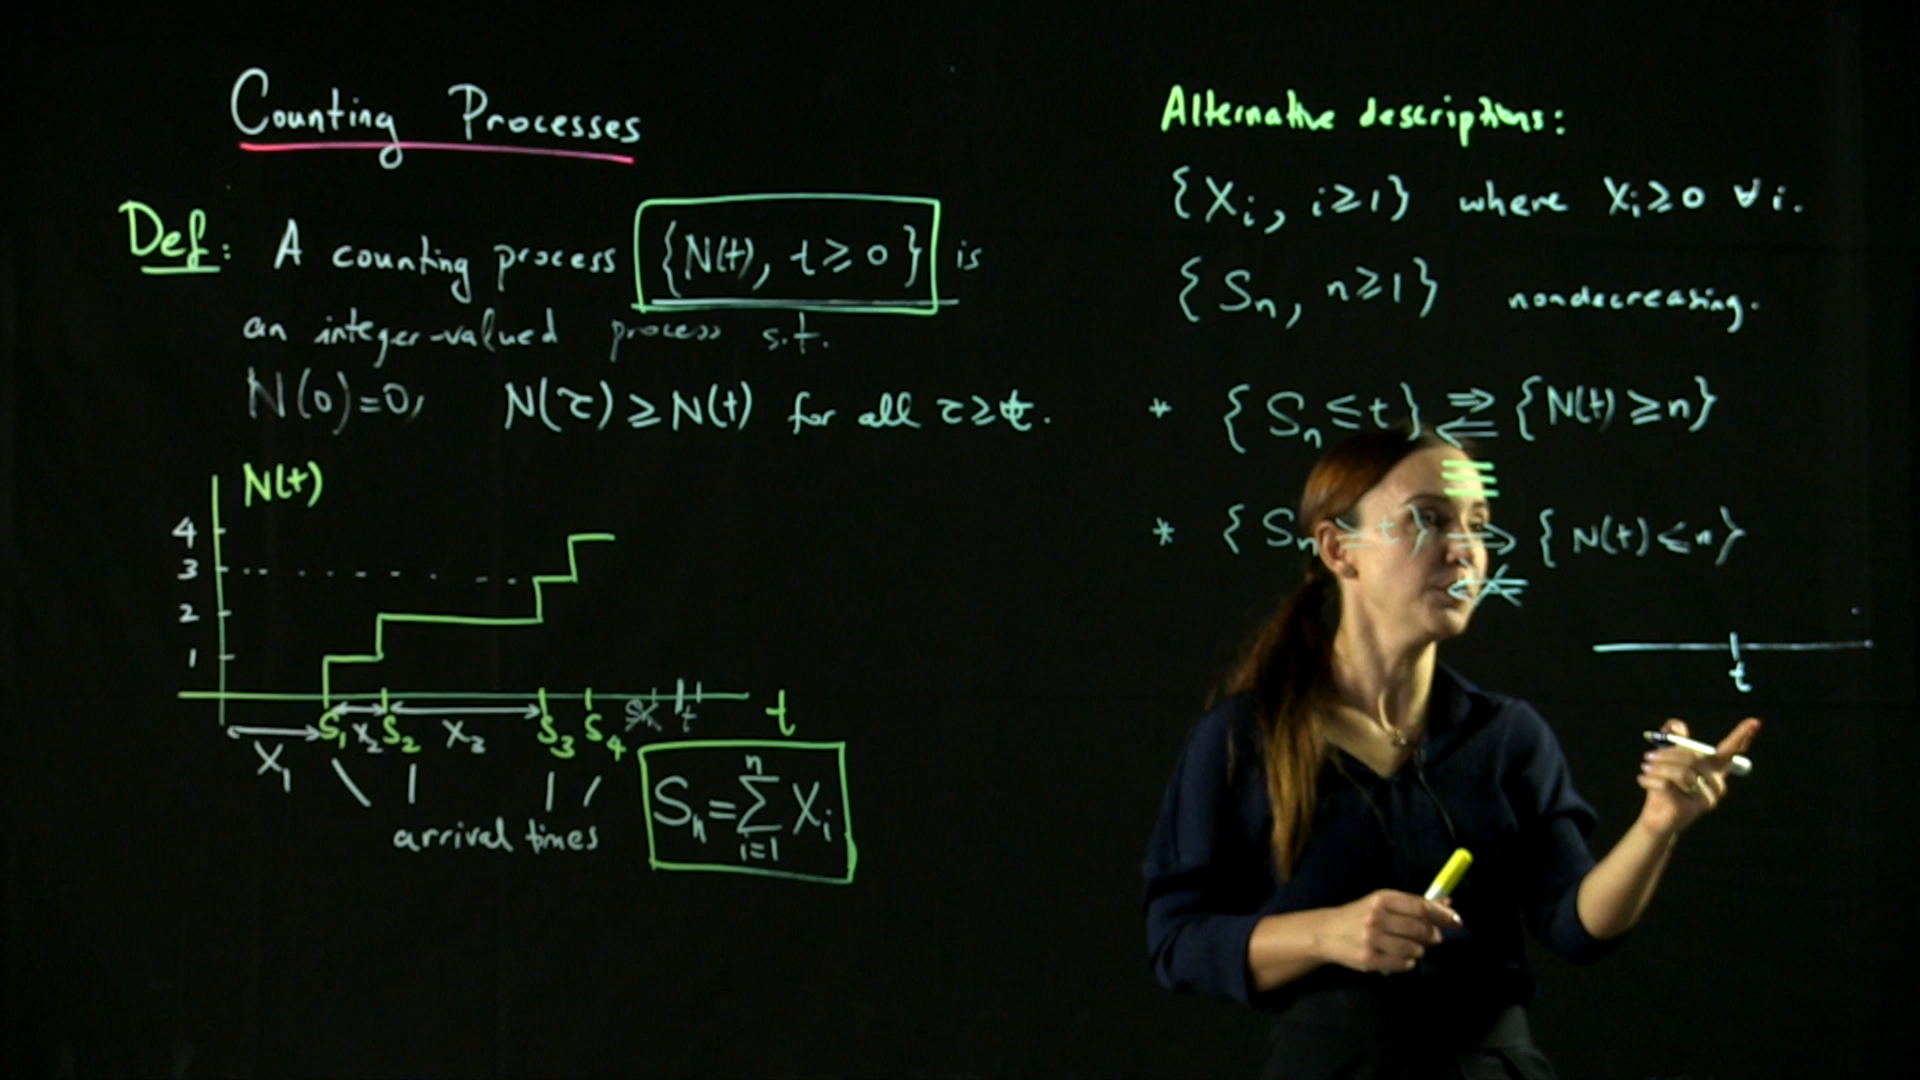 Counting Processes
Def: A counting process {N(t), t ≥ 0} is
an integer-valued process s.t.
N(0)=0, N(τ) ≥ N(t) for all τ ≥ t.
N(t)
4
3
2
1
S₁ S₂ S₃ S₄ t t
X₁ X₂ X₃
arrival times
Sₙ = ∑ᵢ₌₁ⁿ Xᵢ
Alternative descriptions:
{Xᵢ, i≥1} where Xᵢ≥0 ∀i.
{Sₙ, n≥1} nondecreasing.
* {Sₙ ≤ t} ⇒ ⇐ {N(t) ≥ n}
≡
* {Sₙ t} ⇒ {N(t) ≤ n}
t